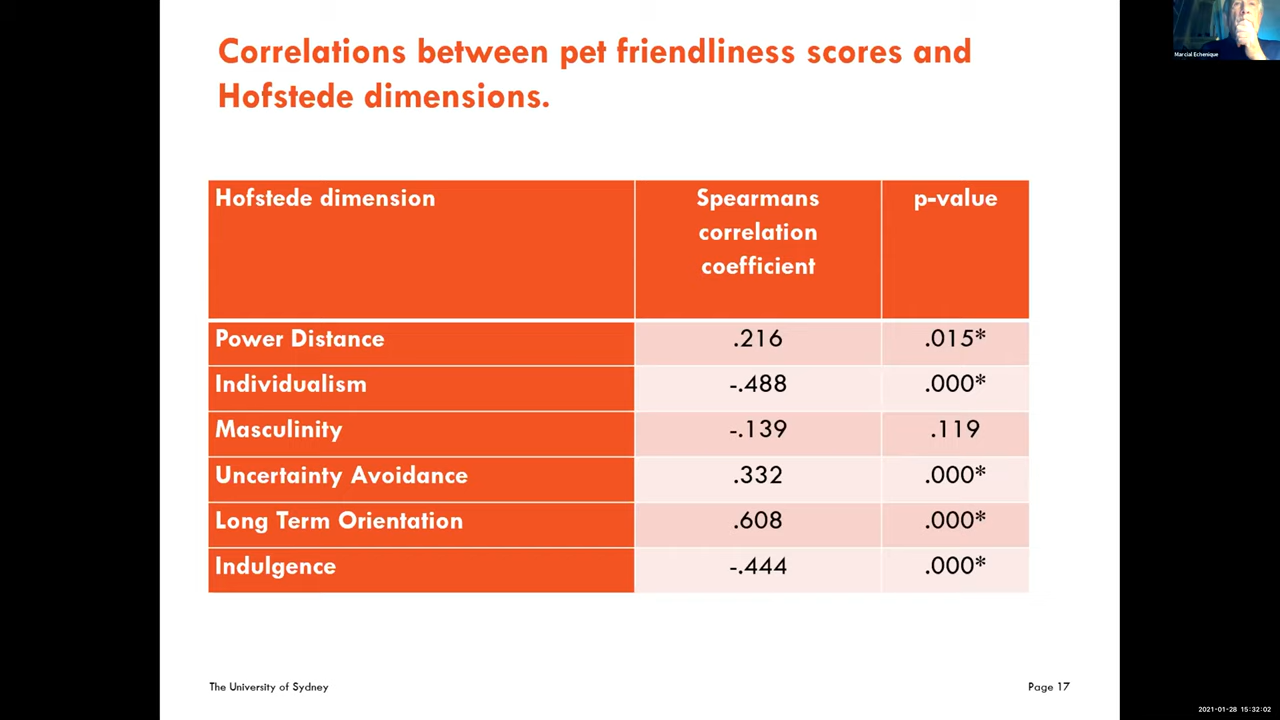 Correlations between pet friendliness scores and
Hofstede dimensions.
Marcial Echenique
Hofstede dimension
Spearmans
correlation
coefficient
p-value
Power Distance .216 .015*
Individualism -.488 .000*
Masculinity -.139 .119
Uncertainty Avoidance .332 .000*
Long Term Orientation .608 .000*
Indulgence -.444 .000*
The University of Sydney Page 17
2021-01-28 15:32:02